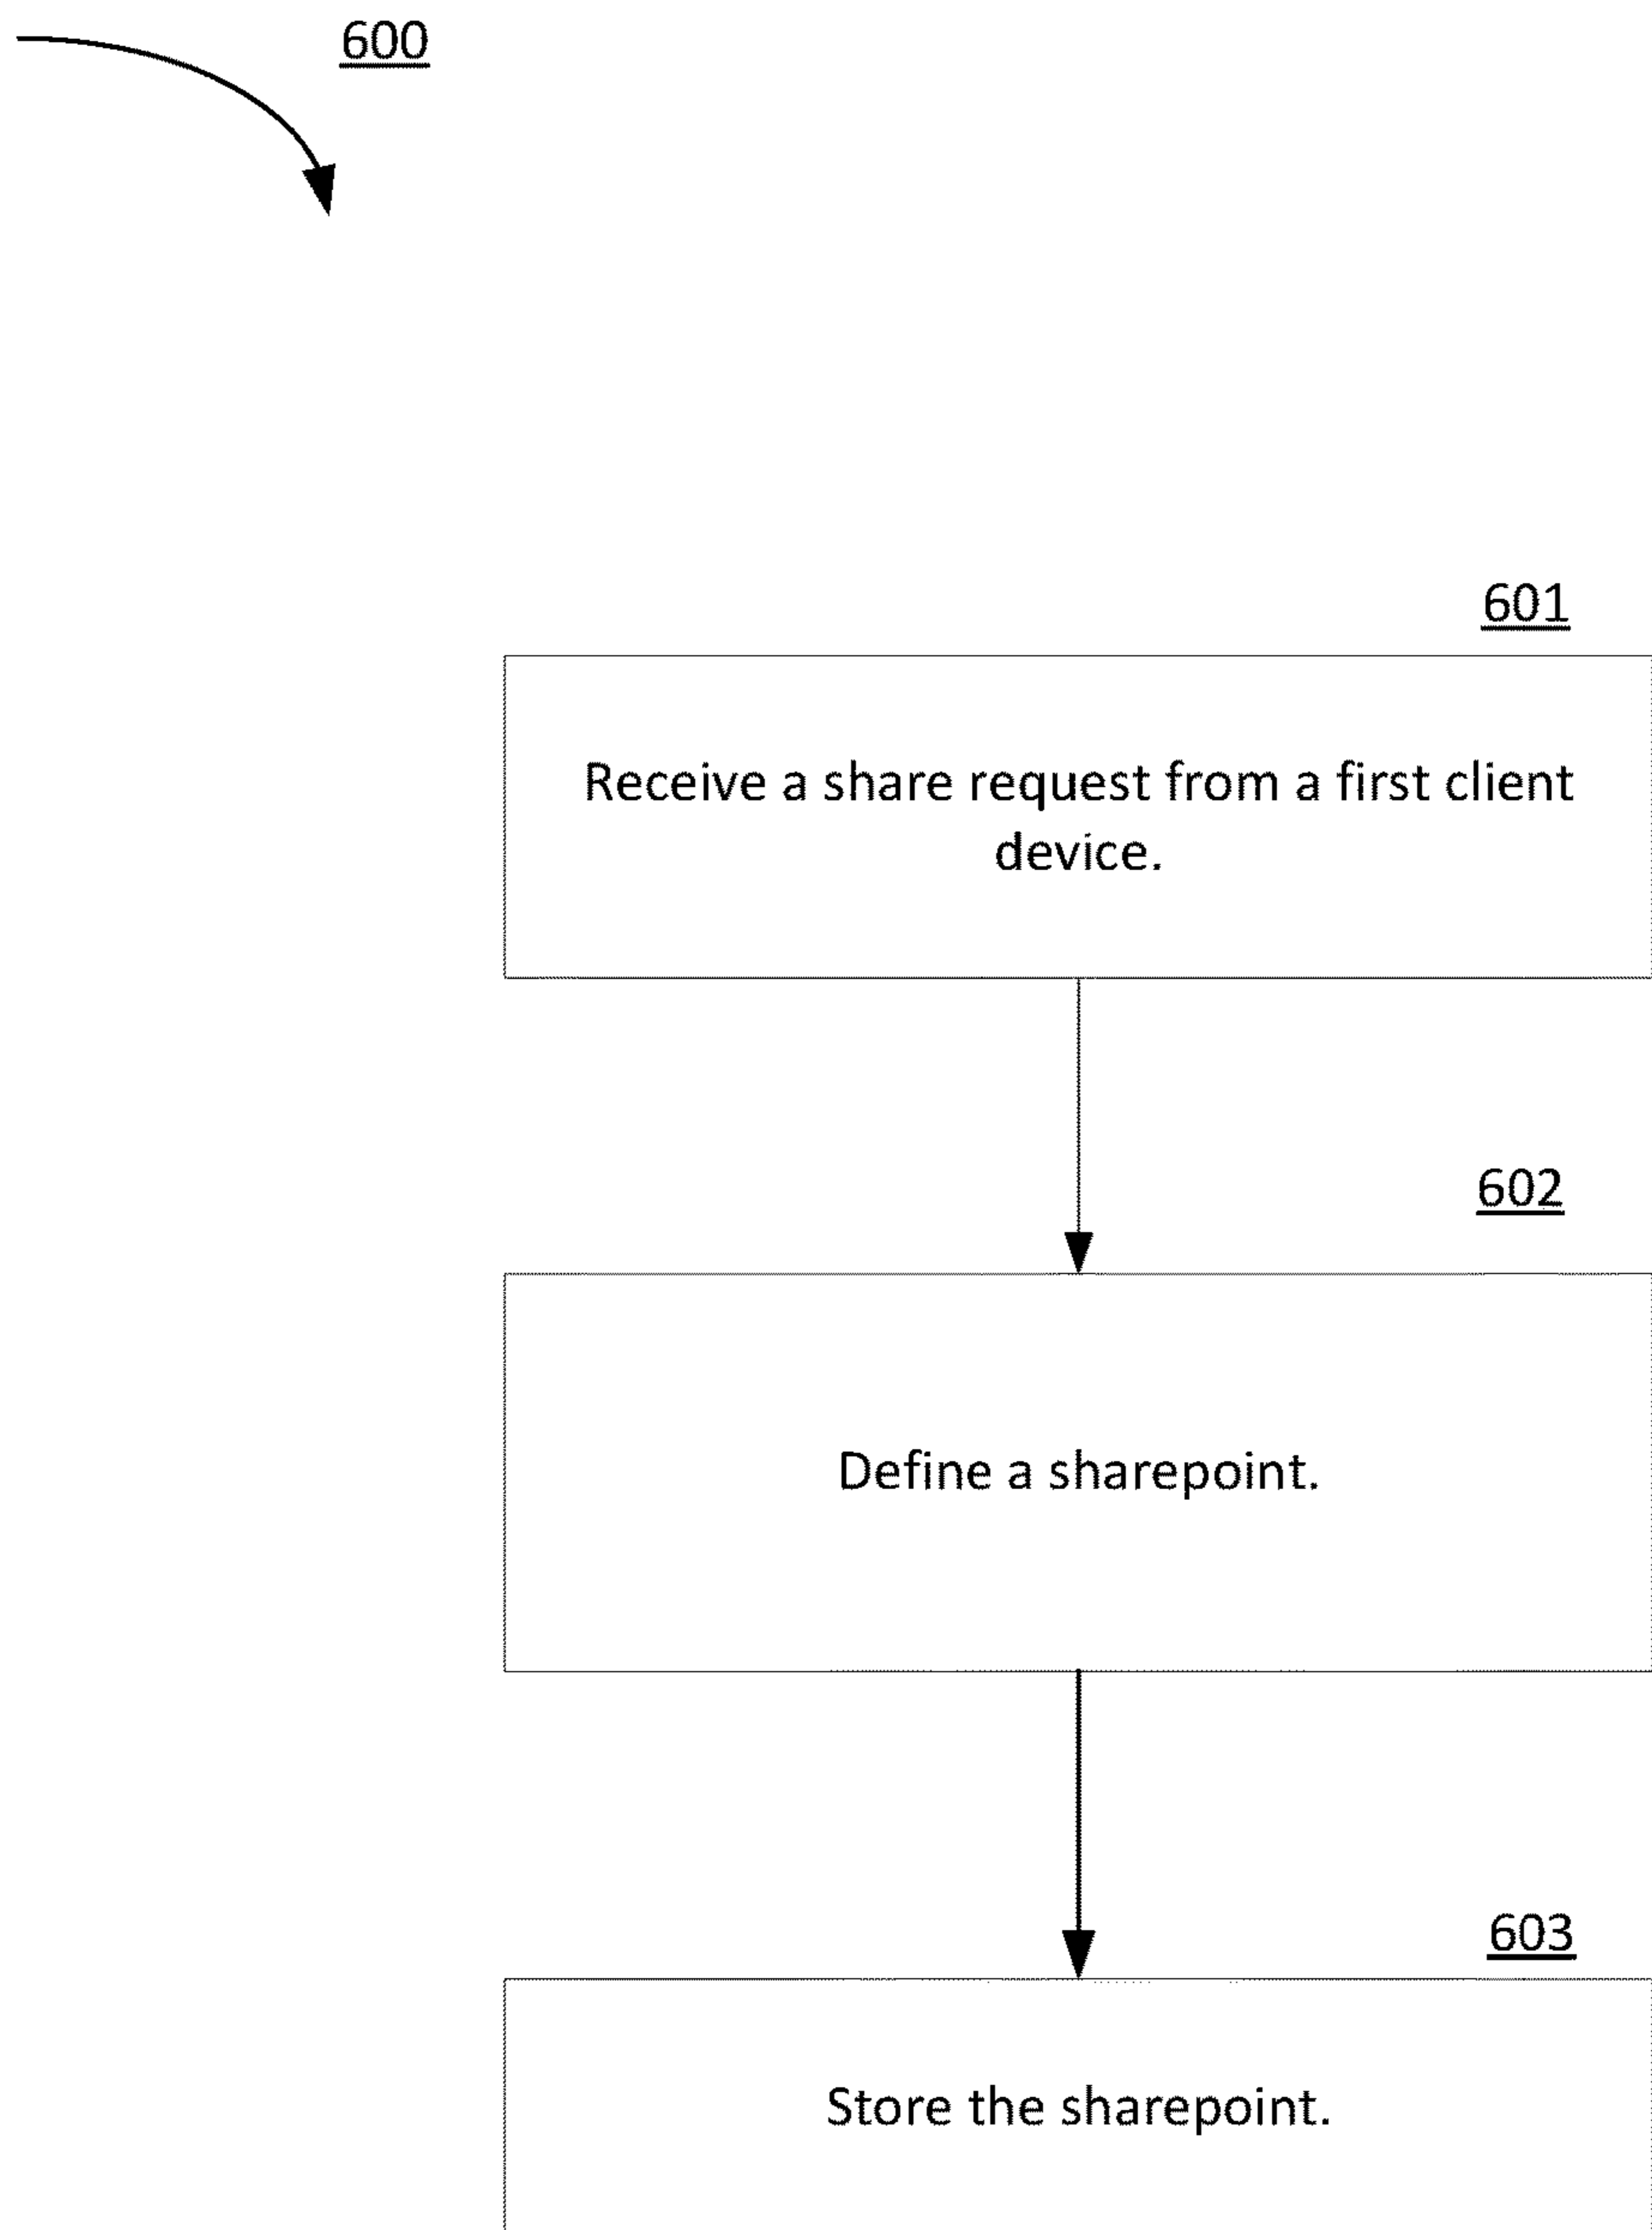 600
601
Receive a share request from a first client
device.
602
Define a sharepoint.
603
Store the sharepoint.